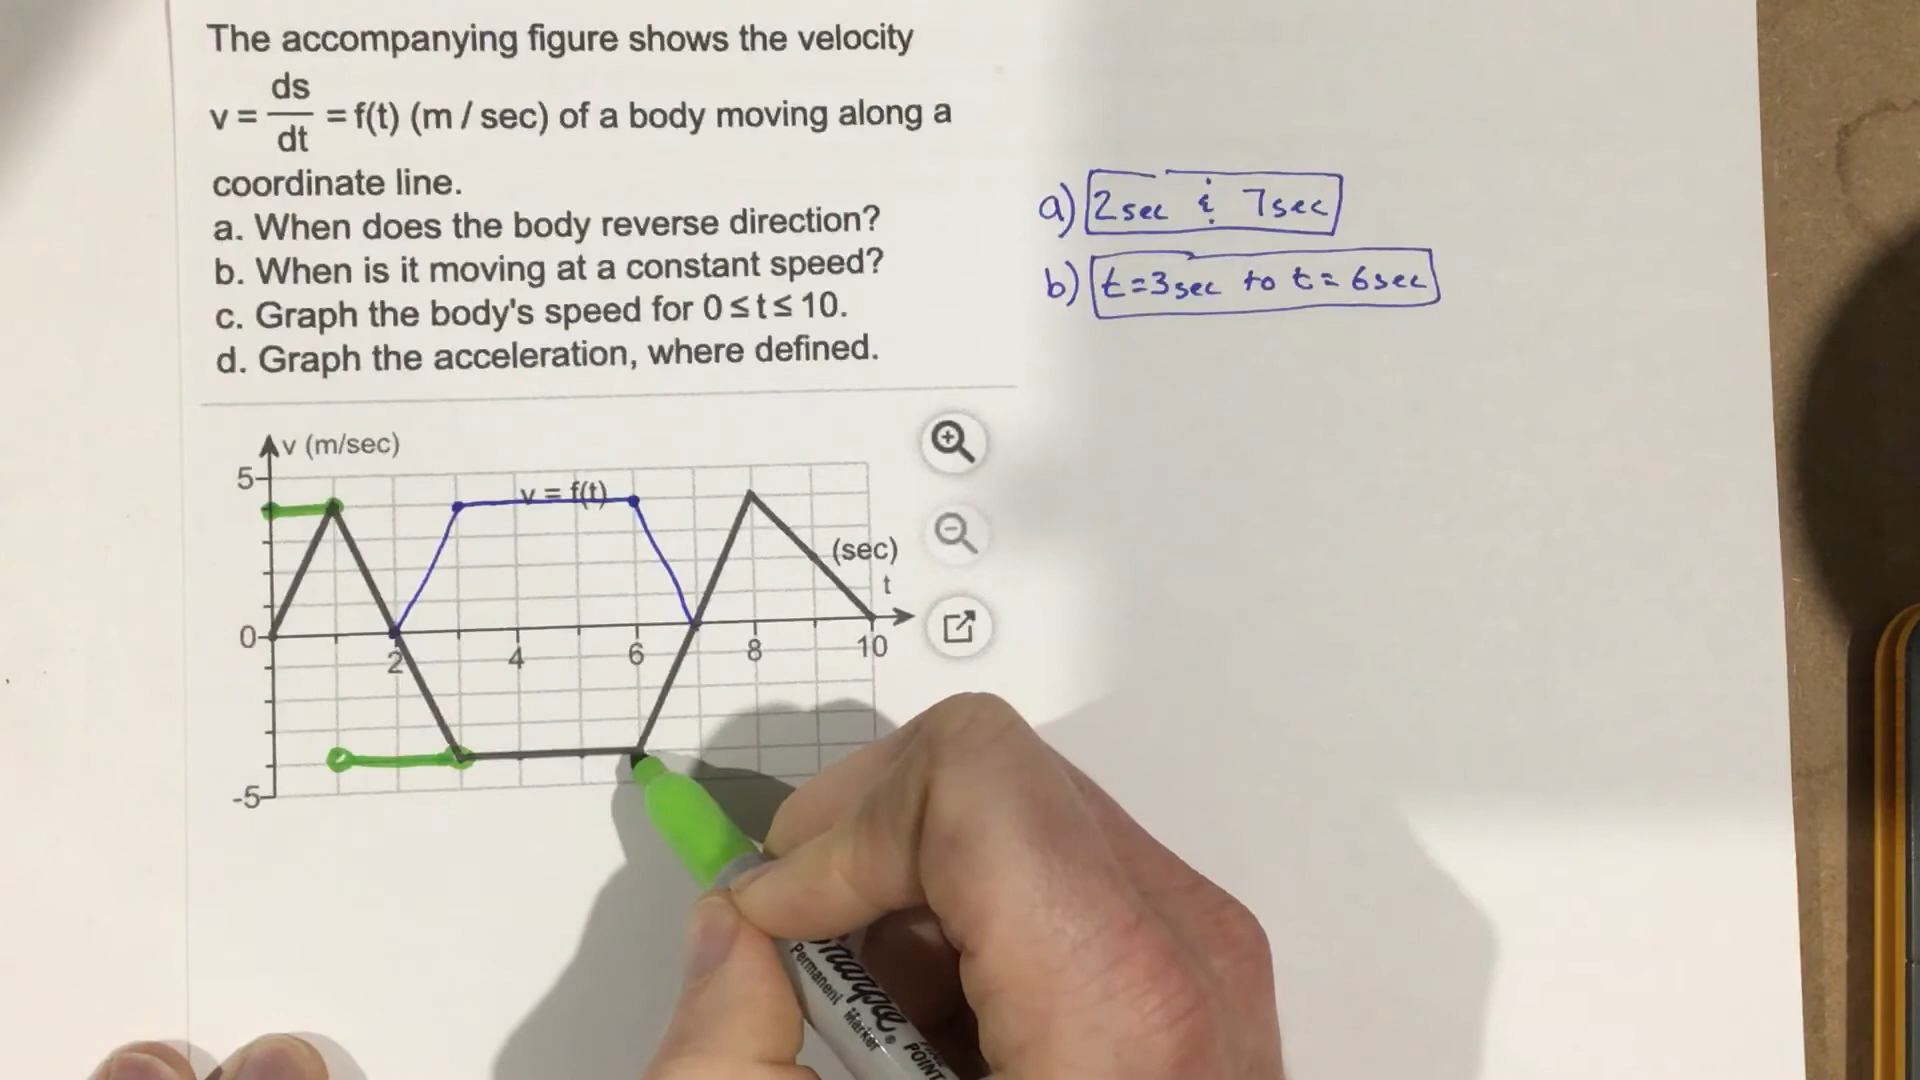 The accompanying figure shows the velocity
v = ds/dt = f(t) (m / sec) of a body moving along a
coordinate line.
a. When does the body reverse direction?
b. When is it moving at a constant speed?
c. Graph the body's speed for 0 ≤ t ≤ 10.
d. Graph the acceleration, where defined.
a) 2sec & 7sec
b) t=3sec to t=6sec
v (m/sec)
5
v = f(t)
(sec)
t
0
2 4 6 8 10
-5
Sharpie
Permanent Marker
POINT